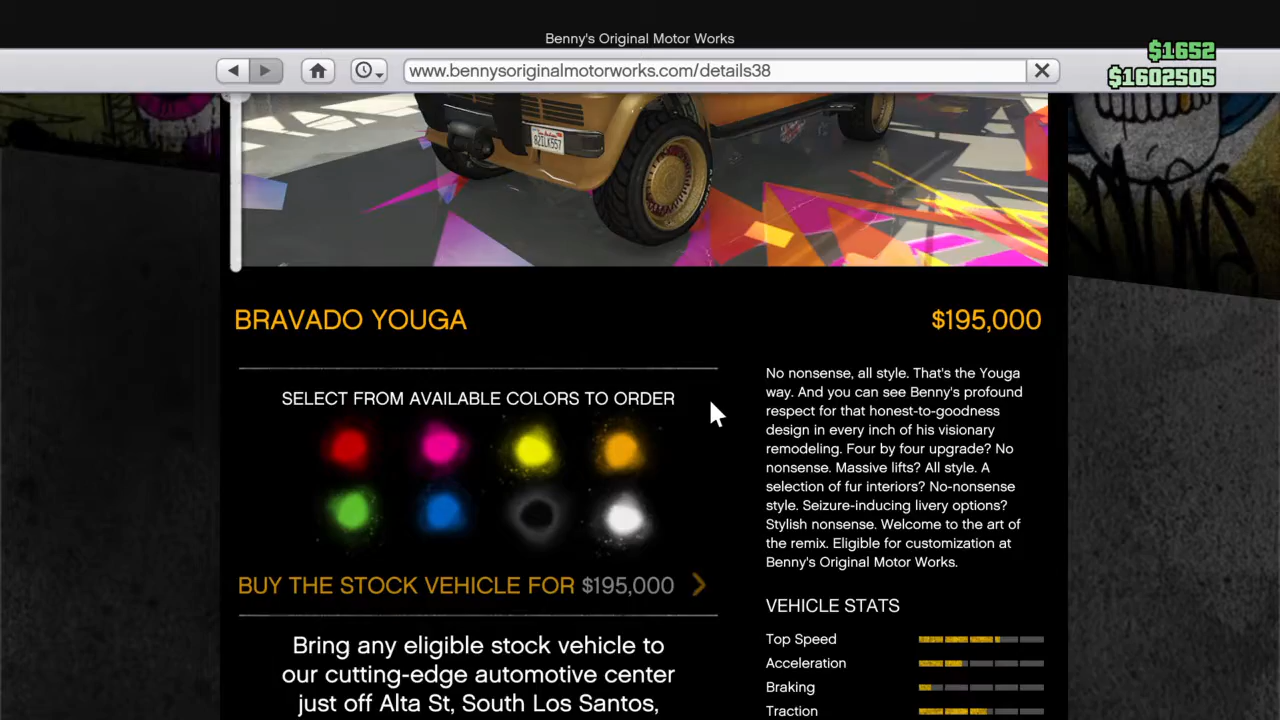 Benny's Original Motor Works
www.bennysoriginalmotorworks.com/details38
$1652
$1602505
BRAVADO YOUGA
$195,000
SELECT FROM AVAILABLE COLORS TO ORDER
BUY THE STOCK VEHICLE FOR $195,000
Bring any eligible stock vehicle to
our cutting-edge automotive center
just off Alta St, South Los Santos,
No nonsense, all style. That's the Youga
way. And you can see Benny's profound
respect for that honest-to-goodness
design in every inch of his visionary
remodeling. Four by four upgrade? No
nonsense. Massive lifts? All style. A
selection of fur interiors? No-nonsense
style. Seizure-inducing livery options?
Stylish nonsense. Welcome to the art of
the remix. Eligible for customization at
Benny's Original Motor Works.
VEHICLE STATS
Top Speed
Acceleration
Braking
Traction